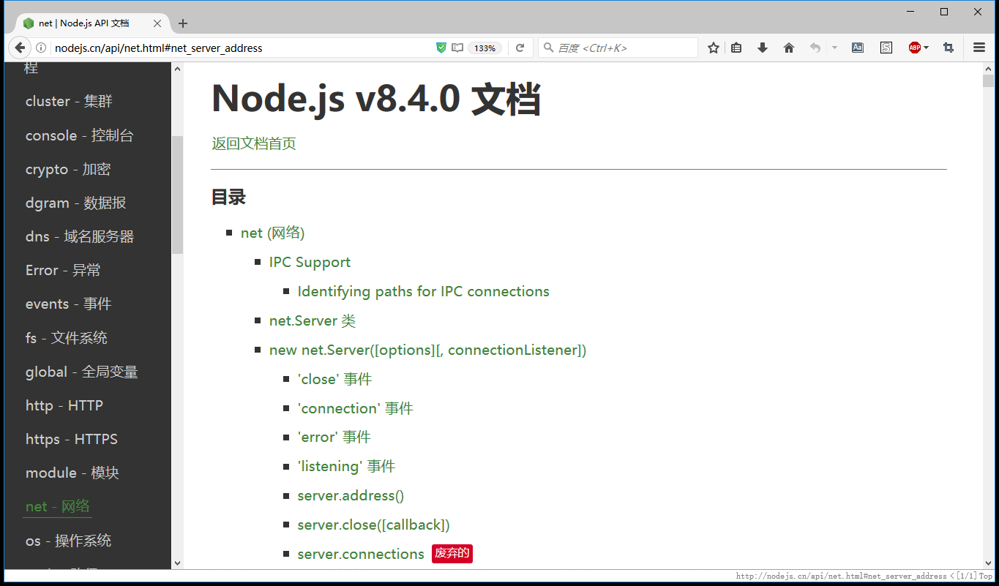 net | Node.js API 文档
nodejs.cn/api/net.html#net_server_address
133%
百度 <Ctrl+K>
Aa
S
ABP
程
cluster - 集群
console - 控制台
crypto - 加密
dgram - 数据报
dns - 域名服务器
Error - 异常
events - 事件
fs - 文件系统
global - 全局变量
http - HTTP
https - HTTPS
module - 模块
net - 网络
os - 操作系统
Node.js v8.4.0 文档
返回文档首页
目录
net (网络)
IPC Support
Identifying paths for IPC connections
net.Server 类
new net.Server([options][, connectionListener])
'close' 事件
'connection' 事件
'error' 事件
'listening' 事件
server.address()
server.close([callback])
server.connections 废弃的
http://nodejs.cn/api/net.html#net_server_address < [1/1] Top